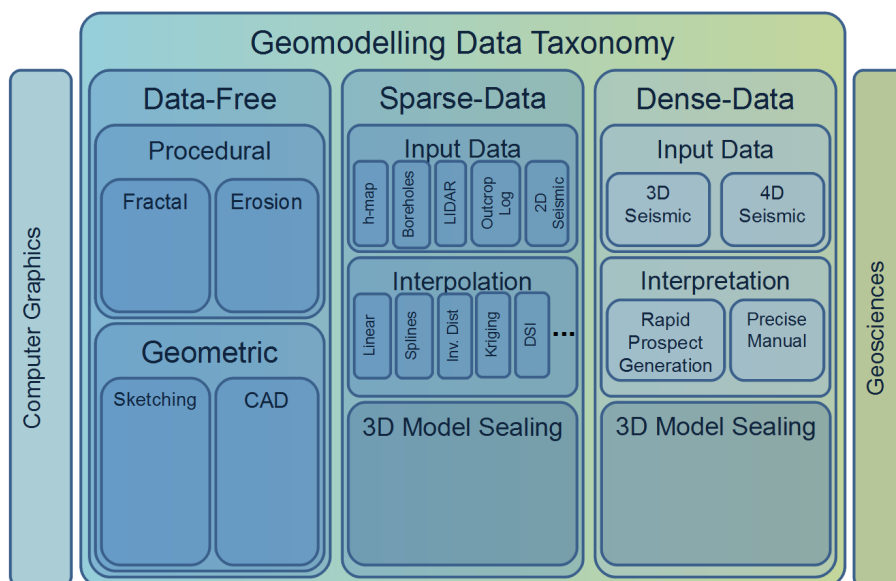 Geomodelling Data Taxonomy
Computer Graphics
Data-Free
Procedural
Fractal
Erosion
Geometric
Sketching
CAD
Sparse-Data
Input Data
h-map
Boreholes
LIDAR
Outcrop
Log
2D
Seismic
Interpolation
Linear
Splines
Inv. Dist
Kriging
DSI
...
3D Model Sealing
Dense-Data
Input Data
3D
Seismic
4D
Seismic
Interpretation
Rapid
Prospect
Generation
Precise
Manual
3D Model Sealing
Geosciences